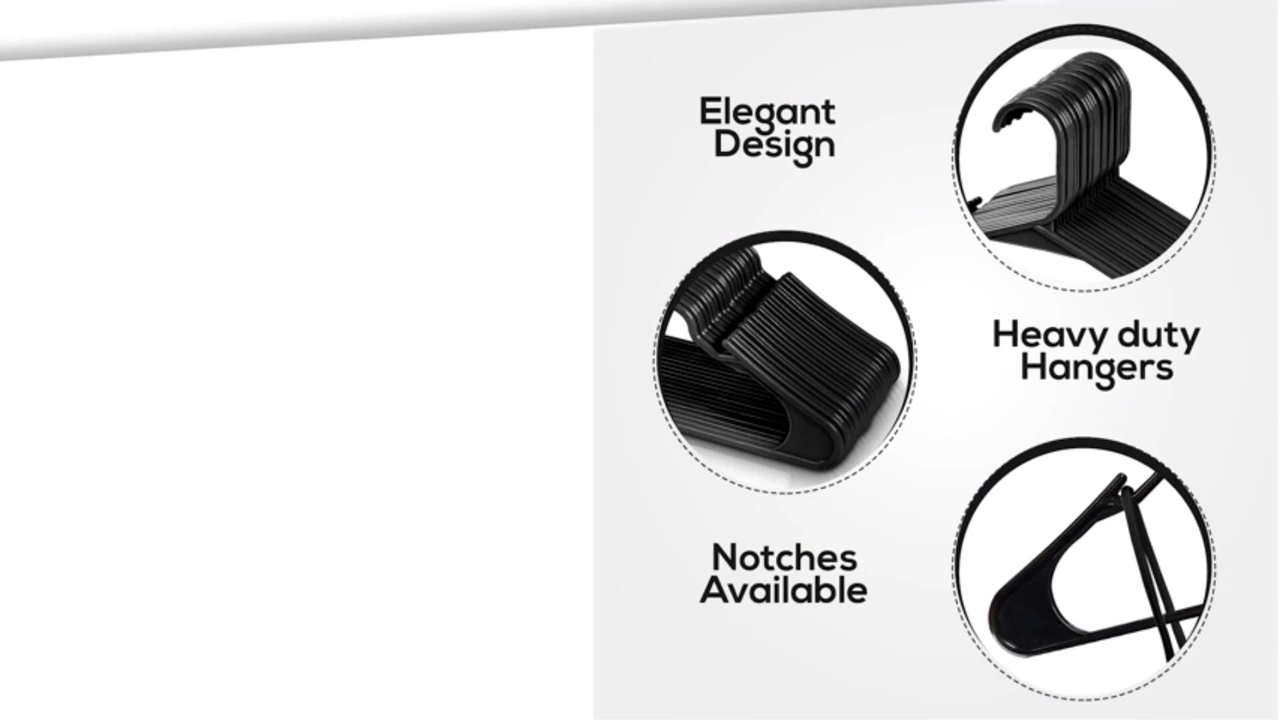 Elegant
Design
Heavy duty
Hangers
Notches
Available